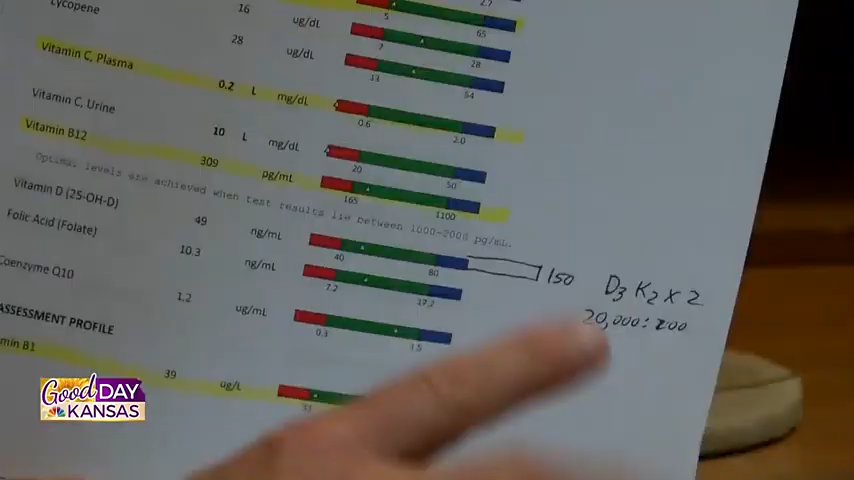 2.7
Lycopene 16 ug/dL 5 65
28 ug/dL 7 28
Vitamin C, Plasma 13 54
0.2 L mg/dL 0.6 2.0
Vitamin C, Urine 10 L mg/dL 20 50
Vitamin B12 309 pg/mL 165 1100
Optimal levels are achieved when test results lie between 1000-2000 pg/mL.
Vitamin D (25-OH-D) 49 ng/mL 40 80 150 D3 K2 x 2
20,000:200
Folic Acid (Folate) 10.3 ng/mL 7.2 17.2
Coenzyme Q10 1.2 ug/mL 0.3 1.5
ASSESSMENT PROFILE
min B1 39 ug/L
Good DAY
KANSAS